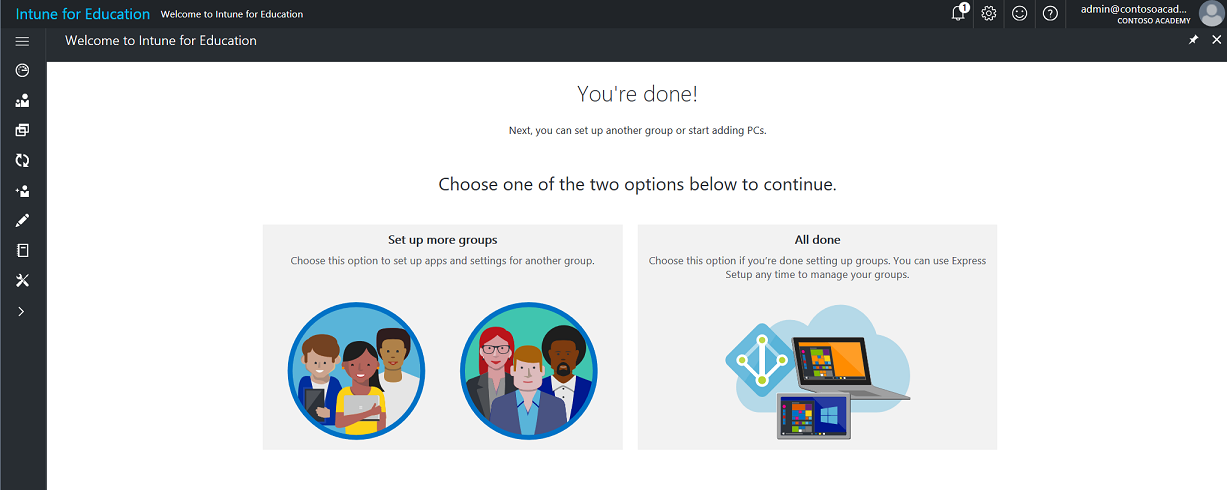 Intune for Education Welcome to Intune for Education 1 admin@contosoacad...
CONTOSO ACADEMY
Welcome to Intune for Education
You're done!
Next, you can set up another group or start adding PCs.
Choose one of the two options below to continue.
Set up more groups
Choose this option to set up apps and settings for another group.
All done
Choose this option if you're done setting up groups. You can use Express
Setup any time to manage your groups.